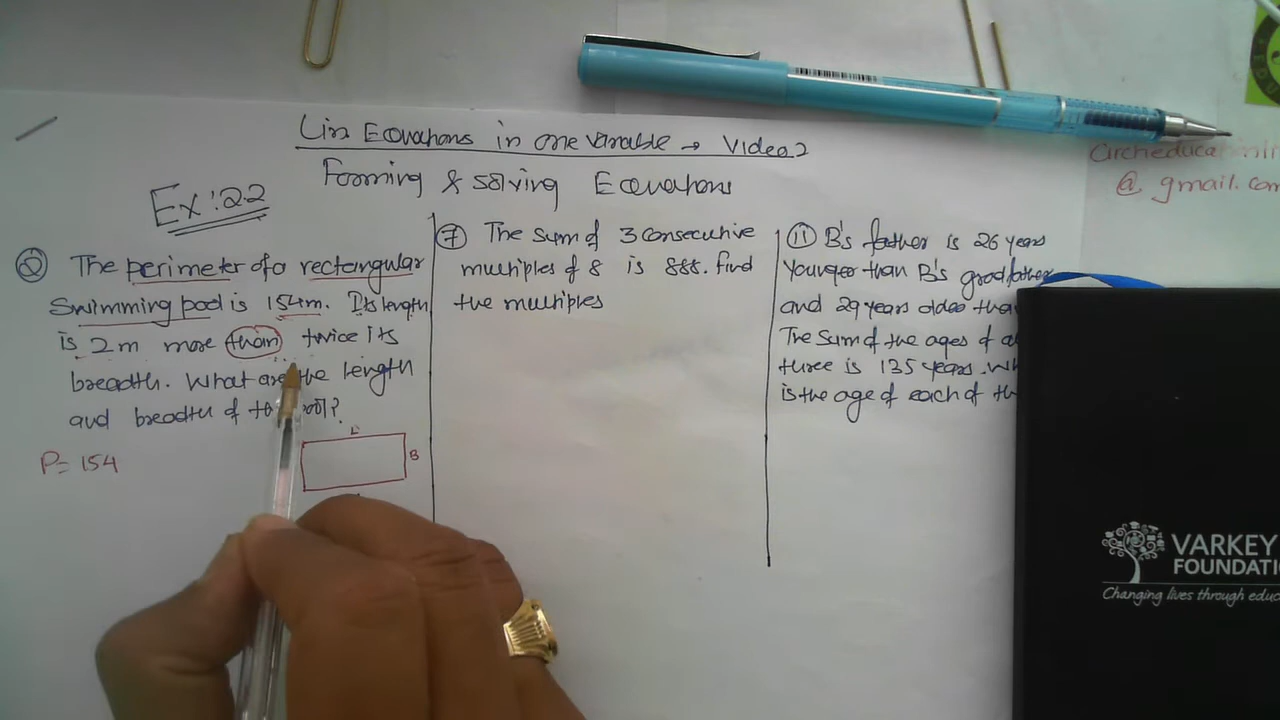 Lin Equations in one variable → Video 2
Forming & solving Equations
Ex: 2.2
The perimeter of a rectangular
swimming pool is 154m. Its length
is 2m more than twice its
breadth. What are the length
and breadth of the pool?
P = 154
L
B
⑦ The sum of 3 consecutive
multiples of 8 is 888. find
the multiples
⑪ B's father is 26 years
younger than B's grandfather
and 29 years older than
The sum of the ages of
three is 135 years.
is the age of each of
@ gmail.com
VARKEY
FOUNDATI
Changing lives through educ